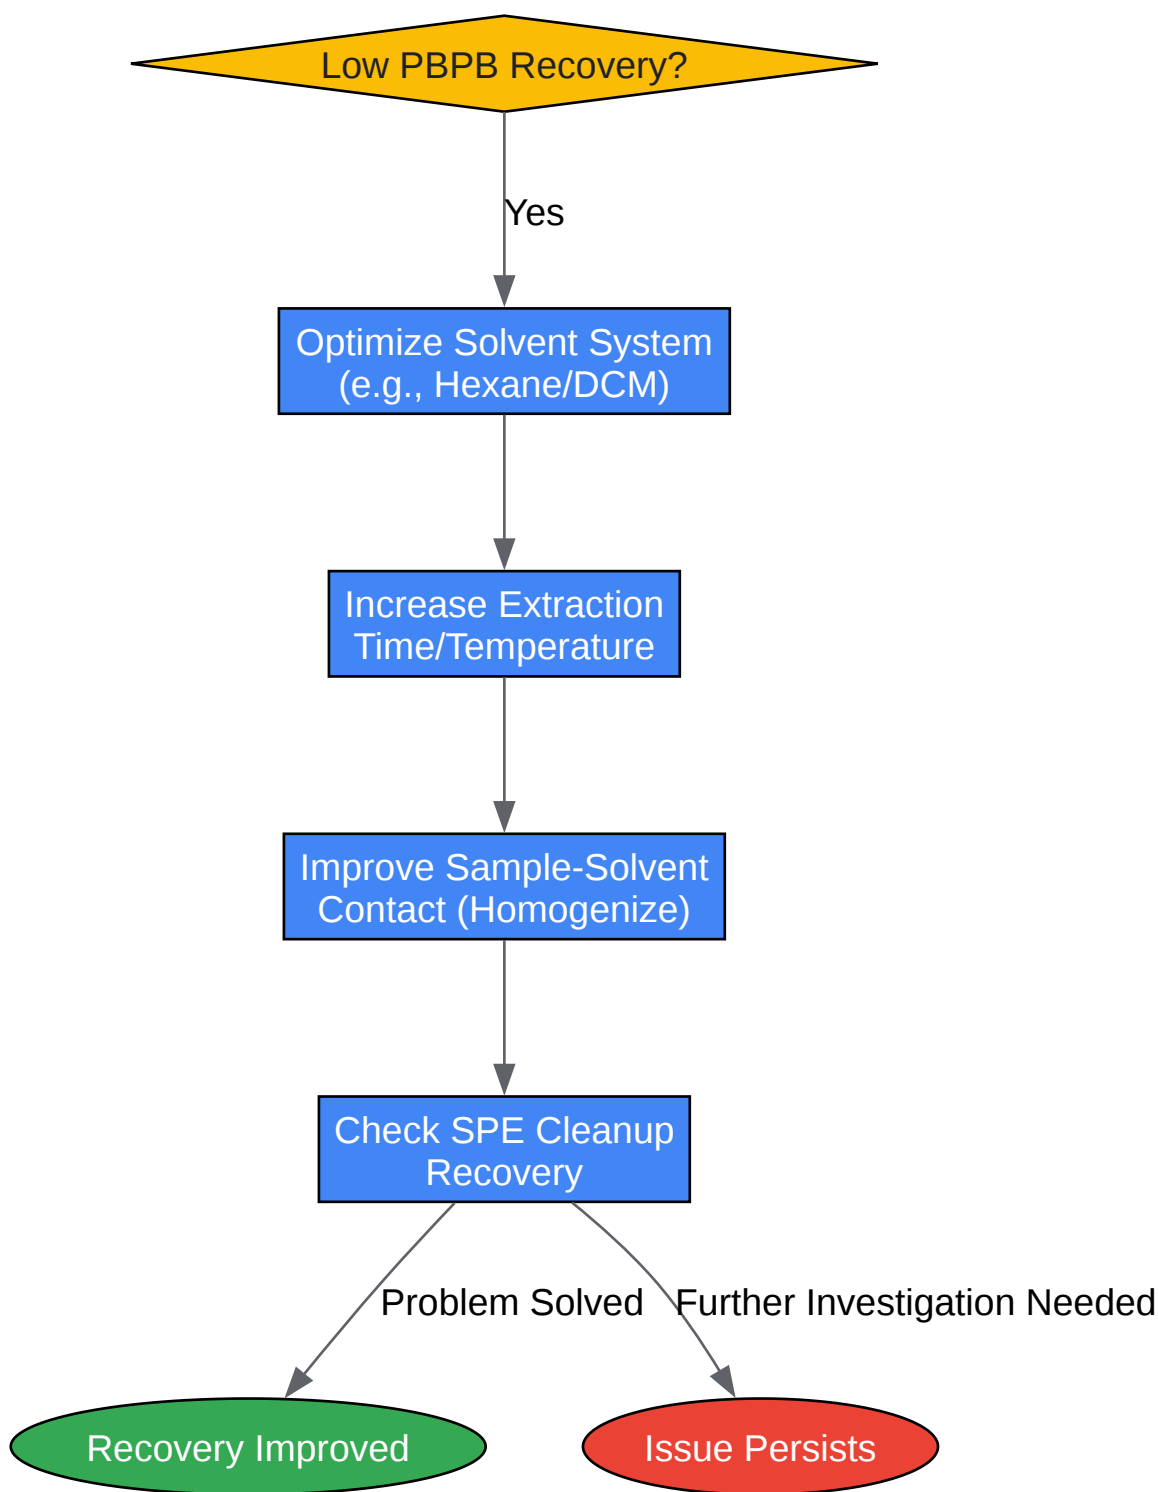 Low PBPB Recovery?
Yes
Optimize Solvent System
(e.g., Hexane/DCM)
Increase Extraction
Time/Temperature
Improve Sample-Solvent
Contact (Homogenize)
Check SPE Cleanup
Recovery
Problem Solved
Further Investigation Needed
Recovery Improved
Issue Persists